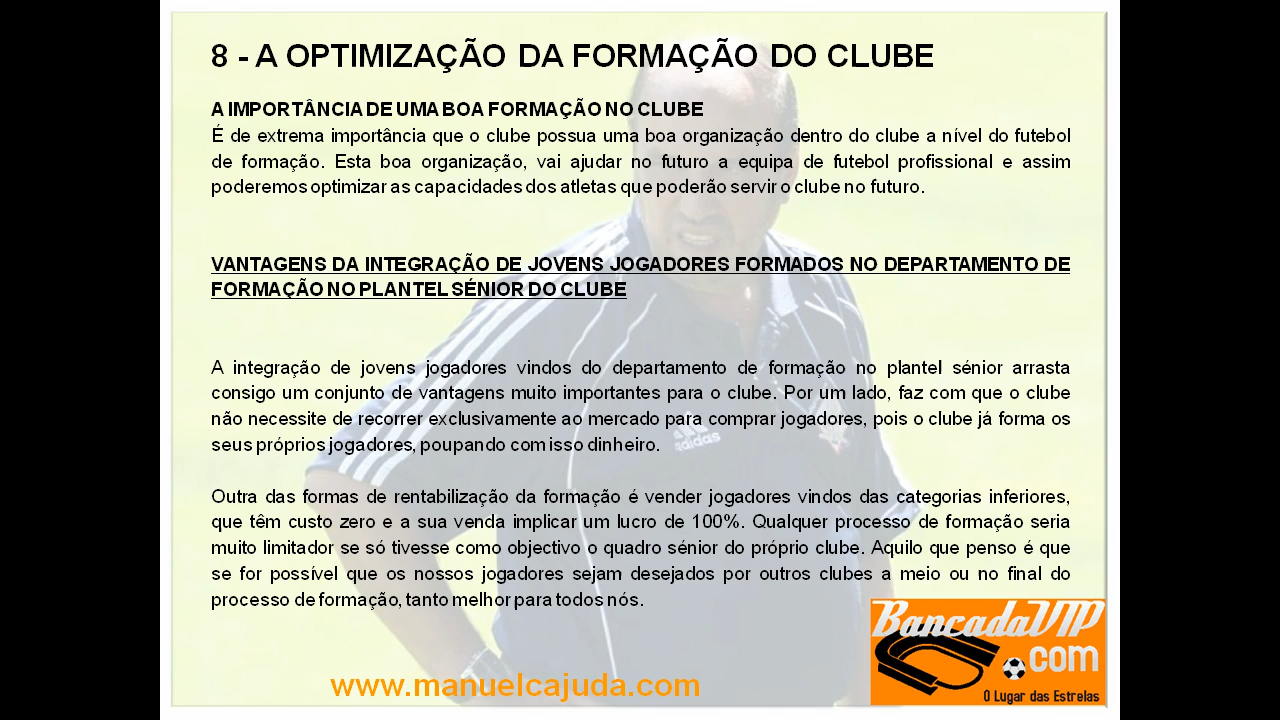 8 - A OPTIMIZAÇÃO DA FORMAÇÃO DO CLUBE
A IMPORTÂNCIA DE UMA BOA FORMAÇÃO NO CLUBE
É de extrema importância que o clube possua uma boa organização dentro do clube a nível do futebol
de formação. Esta boa organização, vai ajudar no futuro a equipa de futebol profissional e assim
poderemos optimizar as capacidades dos atletas que poderão servir o clube no futuro.
VANTAGENS DA INTEGRAÇÃO DE JOVENS JOGADORES FORMADOS NO DEPARTAMENTO DE
FORMAÇÃO NO PLANTEL SÉNIOR DO CLUBE
A integração de jovens jogadores vindos do departamento de formação no plantel sénior arrasta
consigo um conjunto de vantagens muito importantes para o clube. Por um lado, faz com que o clube
não necessite de recorrer exclusivamente ao mercado para comprar jogadores, pois o clube já forma os
seus próprios jogadores, poupando com isso dinheiro.
adidas
Outra das formas de rentabilização da formação é vender jogadores vindos das categorias inferiores,
que têm custo zero e a sua venda implicar um lucro de 100%. Qualquer processo de formação seria
muito limitador se só tivesse como objectivo o quadro sénior do próprio clube. Aquilo que penso é que
se for possível que os nossos jogadores sejam desejados por outros clubes a meio ou no final do
processo de formação, tanto melhor para todos nós.
BancadaVIP
.com
O Lugar das Estrelas
www.manuelcajuda.com